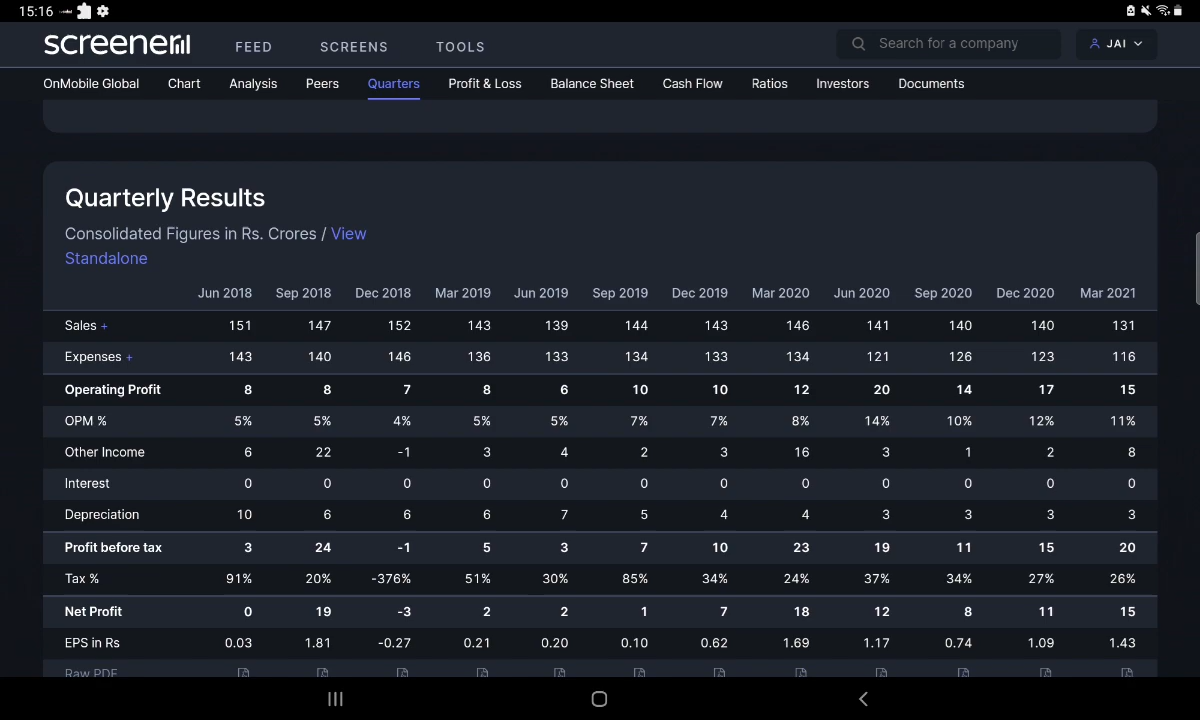 15:16
screener
FEED SCREENS TOOLS Search for a company JAI
OnMobile Global Chart Analysis Peers Quarters Profit & Loss Balance Sheet Cash Flow Ratios Investors Documents
Quarterly Results
Consolidated Figures in Rs. Crores / View
Standalone
Jun 2018 Sep 2018 Dec 2018 Mar 2019 Jun 2019 Sep 2019 Dec 2019 Mar 2020 Jun 2020 Sep 2020 Dec 2020 Mar 2021
Sales + 151 147 152 143 139 144 143 146 141 140 140 131
Expenses + 143 140 146 136 133 134 133 134 121 126 123 116
Operating Profit 8 8 7 8 6 10 10 12 20 14 17 15
OPM % 5% 5% 4% 5% 5% 7% 7% 8% 14% 10% 12% 11%
Other Income 6 22 -1 3 4 2 3 16 3 1 2 8
Interest 0 0 0 0 0 0 0 0 0 0 0 0
Depreciation 10 6 6 6 7 5 4 4 3 3 3 3
Profit before tax 3 24 -1 5 3 7 10 23 19 11 15 20
Tax % 91% 20% -376% 51% 30% 85% 34% 24% 37% 34% 27% 26%
Net Profit 0 19 -3 2 2 1 7 18 12 8 11 15
EPS in Rs 0.03 1.81 -0.27 0.21 0.20 0.10 0.62 1.69 1.17 0.74 1.09 1.43
Raw PDF